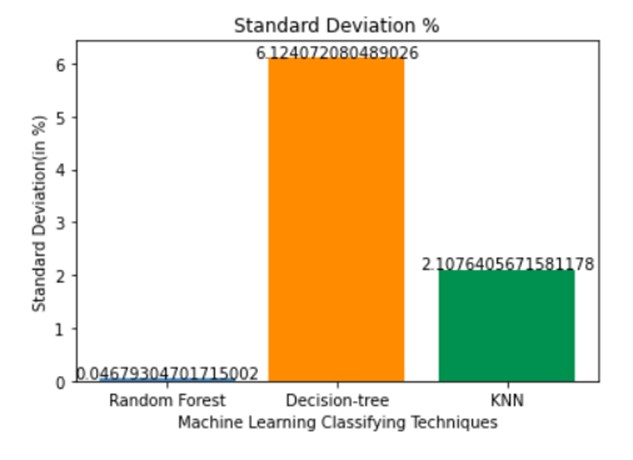 Standard Deviation %
6.124072080489026
6
5
4
3
2.1076405671581178
2
1
0.04679304701715002
0
Standard Deviation(in %)
Random Forest Decision-tree KNN
Machine Learning Classifying Techniques